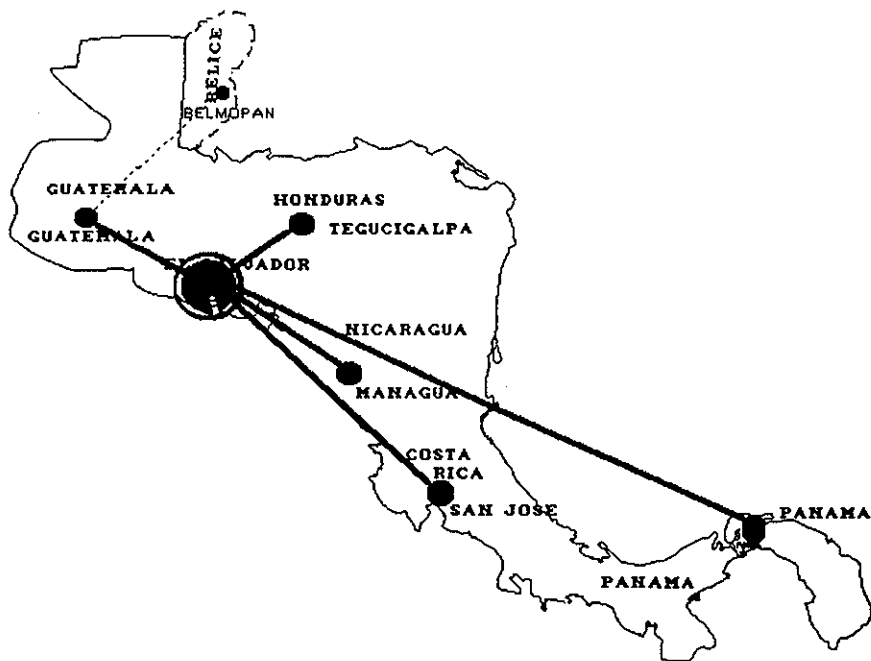 BELICE
BELMOPAN
GUATEMALA
HONDURAS
GUATEMALA
TEGUCIGALPA
NICARAGUA
MANAGUA
COSTA
RICA
SAN JOSE
PANAMA
PANAMA